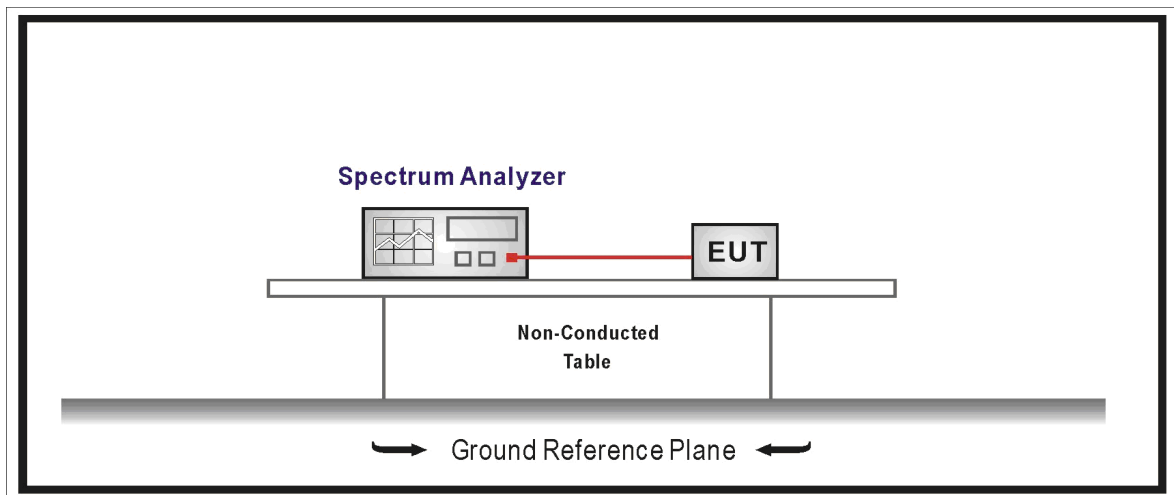 Spectrum Analyzer
EUT
Non-Conducted
Table
Ground Reference Plane